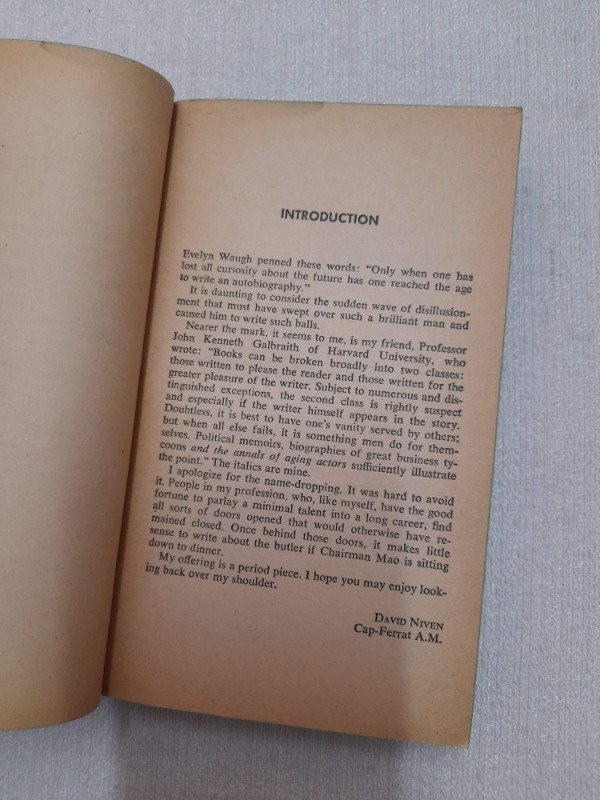 INTRODUCTION
Evelyn Waugh penned these words: "Only when one has
lost all curiosity about the future has one reached the age
to write an autobiography."
It is daunting to consider the sudden wave of disillusion-
ment that must have swept over such a brilliant man and
caused him to write such balls.
Nearer the mark, it seems to me, is my friend, Professor
John Kenneth Galbraith of Harvard University, who
wrote: "Books can be broken broadly into two classes:
those written to please the reader and those written for the
greater pleasure of the writer. Subject to numerous and dis-
tinguished exceptions, the second class is rightly suspect
and especially if the writer himself appears in the story.
Doubtless, it is best to have one's vanity served by others;
but when all else fails, it is something men do for them-
selves. Political memoirs, biographies of great business ty-
coons and the annals of aging actors sufficiently illustrate
the point." The italics are mine.
I apologize for the name-dropping. It was hard to avoid
it. People in my profession, who, like myself, have the good
fortune to parlay a minimal talent into a long career, find
all sorts of doors opened that would otherwise have re-
mained closed. Once behind those doors, it makes little
sense to write about the butler if Chairman Mao is sitting
down to dinner.
My offering is a period piece. I hope you may enjoy look-
ing back over my shoulder.
DAVID NIVEN
Cap-Ferrat A.M.